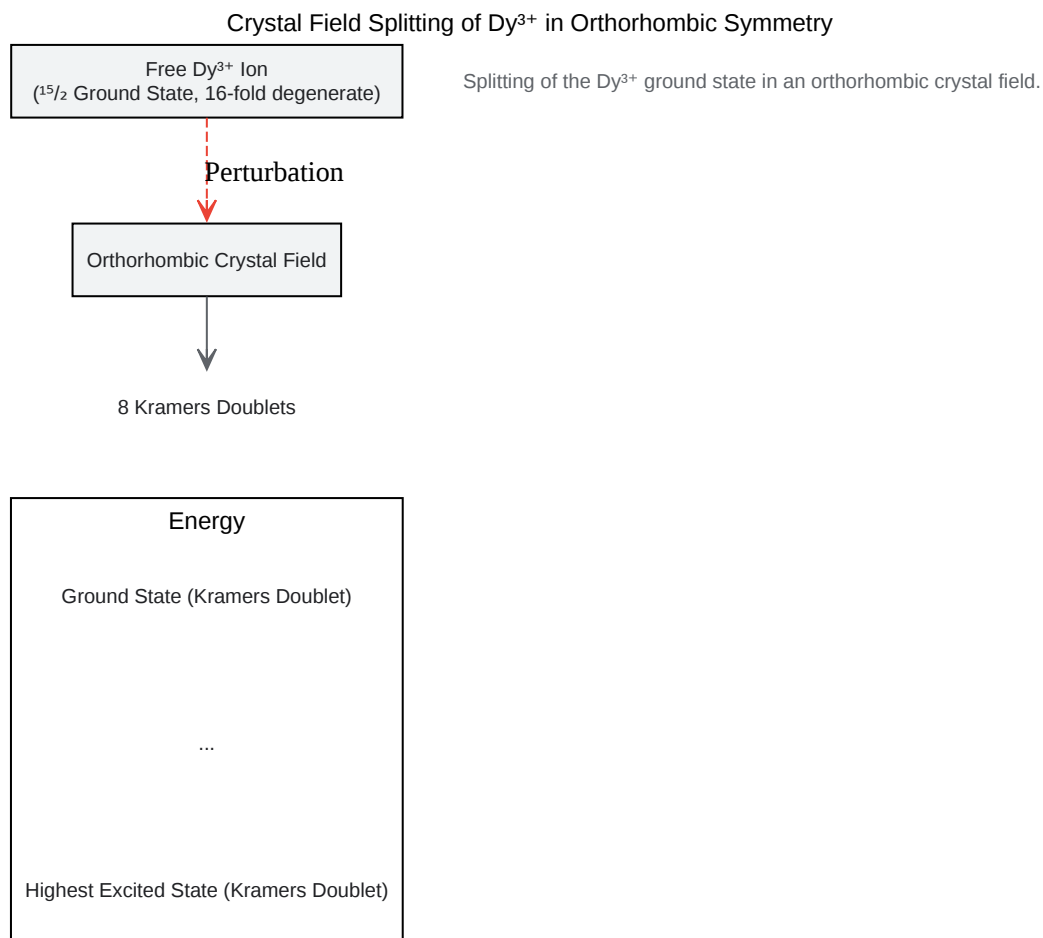 Crystal Field Splitting of Dy³⁺ in Orthorhombic Symmetry
Free Dy³⁺ Ion
(¹⁵/₂ Ground State, 16-fold degenerate)
Splitting of the Dy³⁺ ground state in an orthorhombic crystal field.
Perturbation
Orthorhombic Crystal Field
8 Kramers Doublets
Energy
Ground State (Kramers Doublet)
...
Highest Excited State (Kramers Doublet)